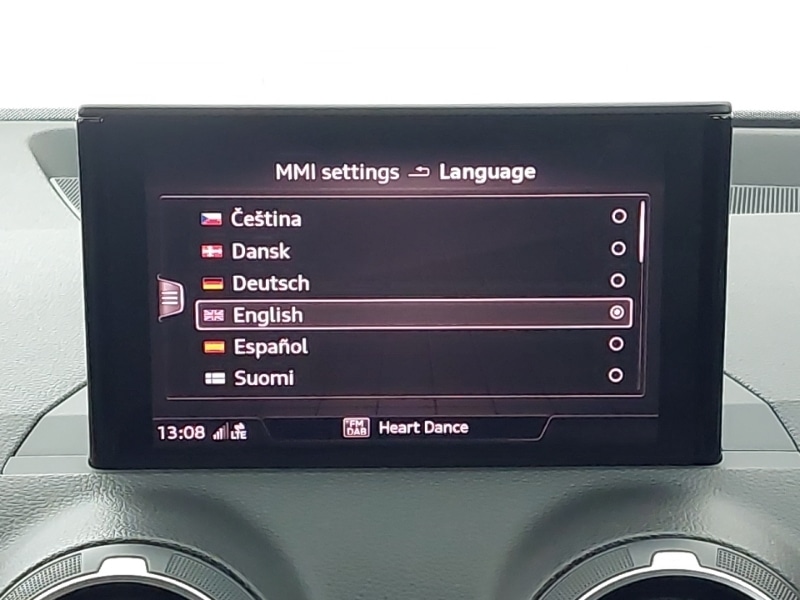 MMI settings Language
Čeština
Dansk
Deutsch
English
Español
Suomi
13:08 LTE FM DAB Heart Dance